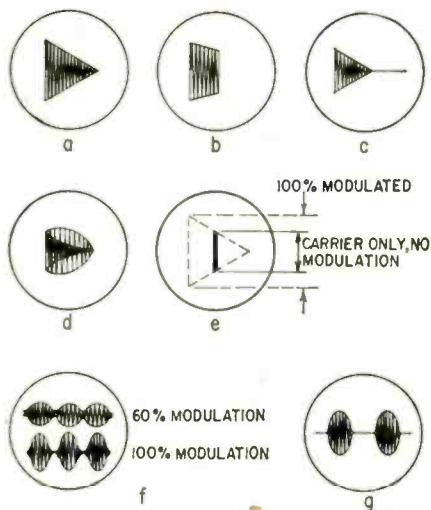 a
b
c
100% MODULATED
CARRIER ONLY, NO
MODULATION
d
e
60% MODULATION
100% MODULATION
f
g